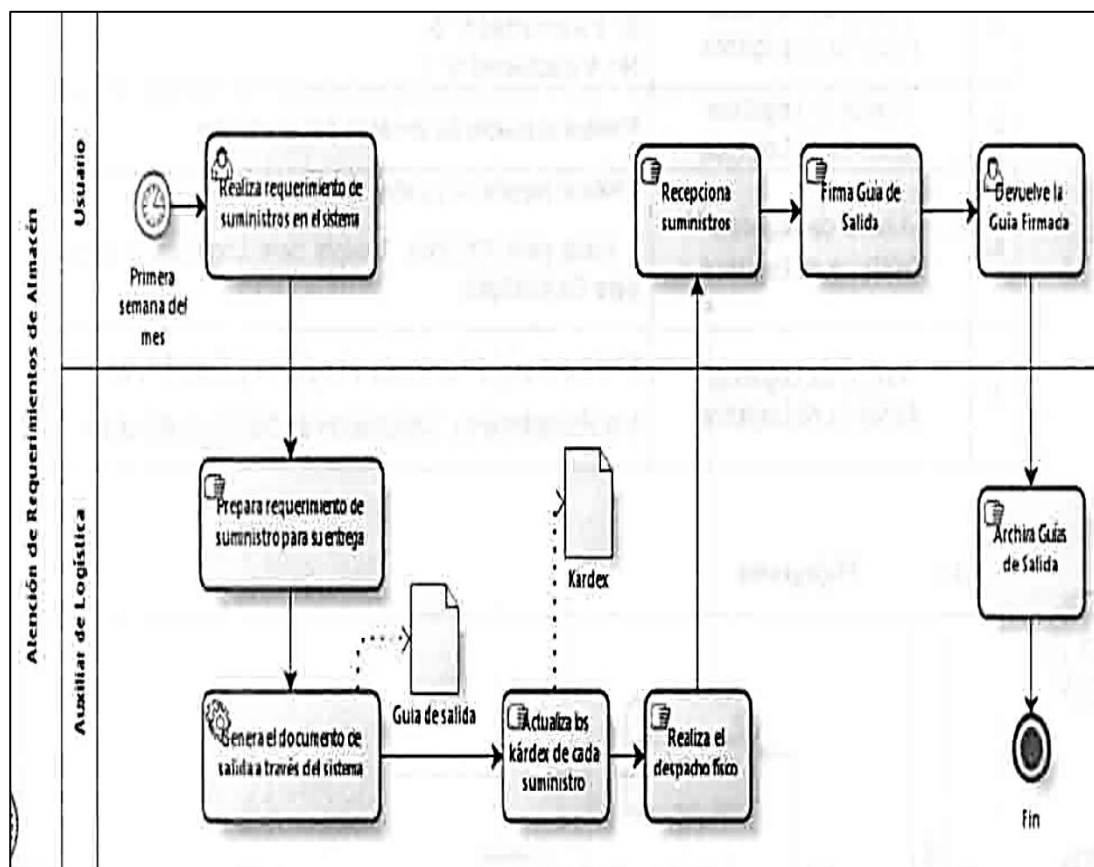 Atención de Requerimientos de Almacén
Usuario
Primera
semana del
mes
Realiza requerimiento de
suministros en el sistema
Recepciona
suministros
Firma Guía de
Salida
Devuelve la
Guía Firmada
Auxiliar de Logística
Prepara requerimiento de
suministro para su entrega
Genera el documento de
salida a través del sistema
Guia de salida
Actualiza los
kárdex de cada
suministro
Kárdex
Realiza el
despacho físico
Archiva Guías
de Salida
Fin